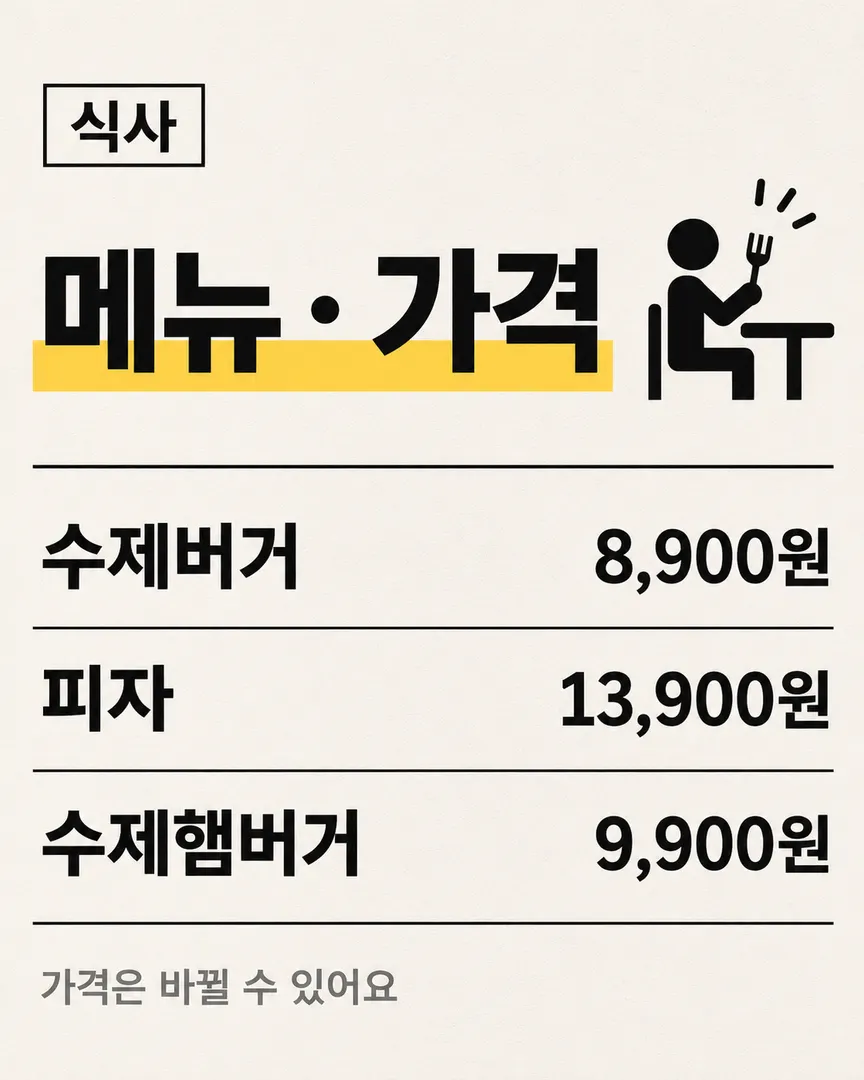 식사
메뉴·가격
수제버거 8,900원
피자 13,900원
수제햄버거 9,900원
가격은 바뀔 수 있어요